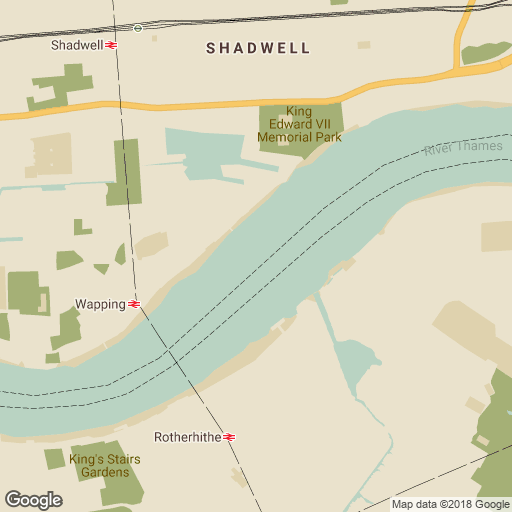 Shadwell
SHADWELL
King
Edward VII
Memorial Park
River Thames
Wapping
Rotherhithe
King's Stairs
Gardens
Google
Map data ©2018 Google